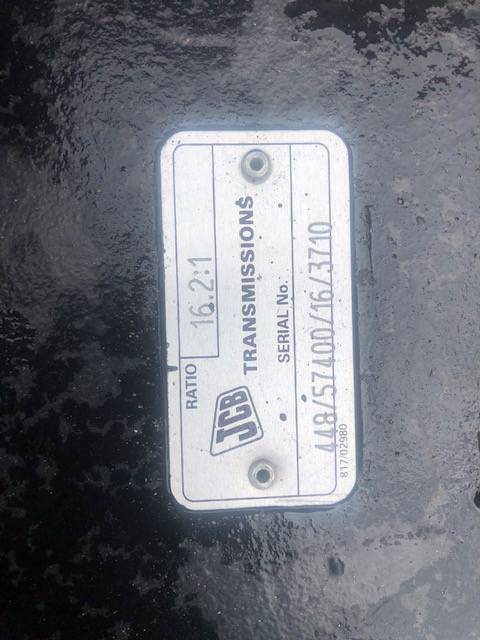 RATIO 16.2:1
JCB TRANSMISSIONS
SERIAL No.
448/57400/16/3710
817/02980